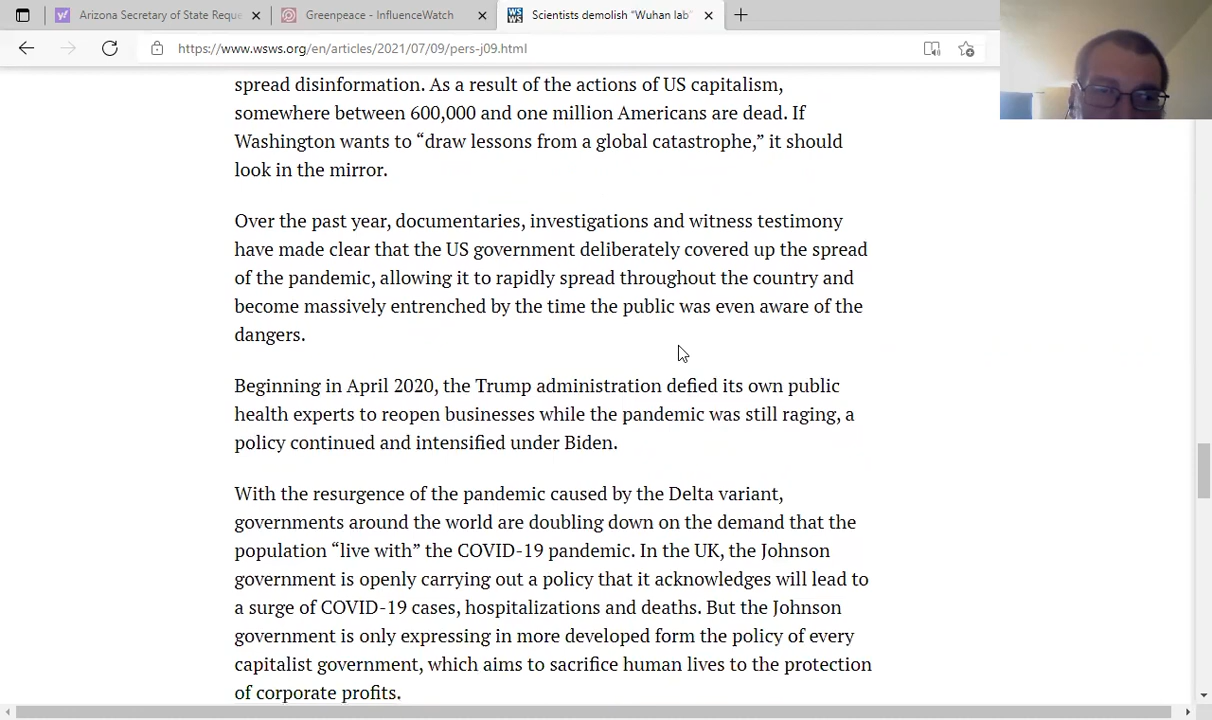 Arizona Secretary of State Reque
Greenpeace - InfluenceWatch
Scientists demolish "Wuhan lab"
https://www.wsws.org/en/articles/2021/07/09/pers-j09.html
spread disinformation. As a result of the actions of US capitalism,
somewhere between 600,000 and one million Americans are dead. If
Washington wants to “draw lessons from a global catastrophe,” it should
look in the mirror.
Over the past year, documentaries, investigations and witness testimony
have made clear that the US government deliberately covered up the spread
of the pandemic, allowing it to rapidly spread throughout the country and
become massively entrenched by the time the public was even aware of the
dangers.
Beginning in April 2020, the Trump administration defied its own public
health experts to reopen businesses while the pandemic was still raging, a
policy continued and intensified under Biden.
With the resurgence of the pandemic caused by the Delta variant,
governments around the world are doubling down on the demand that the
population “live with” the COVID-19 pandemic. In the UK, the Johnson
government is openly carrying out a policy that it acknowledges will lead to
a surge of COVID-19 cases, hospitalizations and deaths. But the Johnson
government is only expressing in more developed form the policy of every
capitalist government, which aims to sacrifice human lives to the protection
of corporate profits.